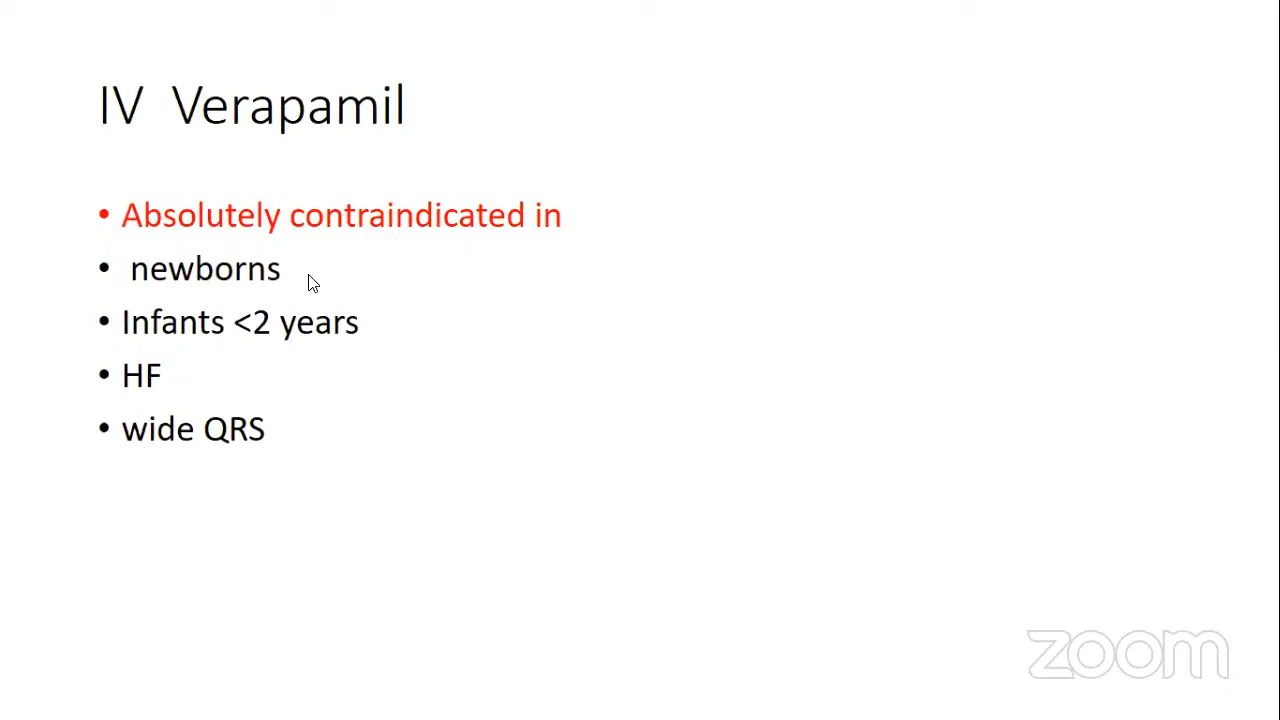 IV Verapamil
• Absolutely contraindicated in
• newborns
• Infants <2 years
• HF
• wide QRS
zoom